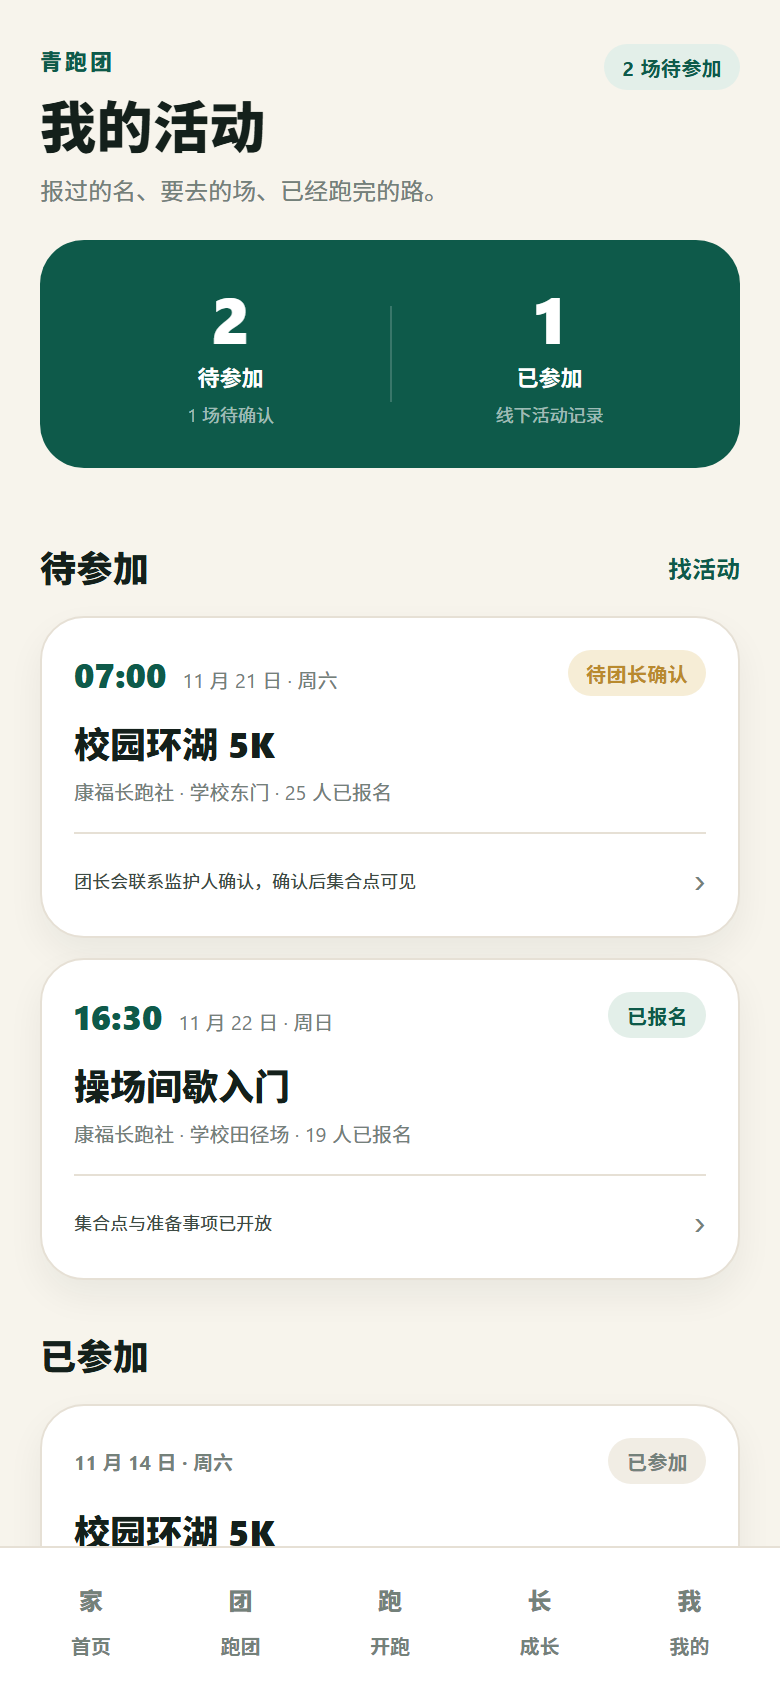 青跑团
2 场待参加
我的活动
报过的名、要去的场、已经跑完的路。
2
待参加
1 场待确认
1
已参加
线下活动记录
待参加
找活动
07:00 11 月 21 日 · 周六
待团长确认
校园环湖 5K
康福长跑社 · 学校东门 · 25 人已报名
团长会联系监护人确认，确认后集合点可见
16:30 11 月 22 日 · 周日
已报名
操场间歇入门
康福长跑社 · 学校田径场 · 19 人已报名
集合点与准备事项已开放
已参加
11 月 14 日 · 周六
已参加
校园环湖 5K
家 团 跑 长 我
首页 跑团 开跑 成长 我的